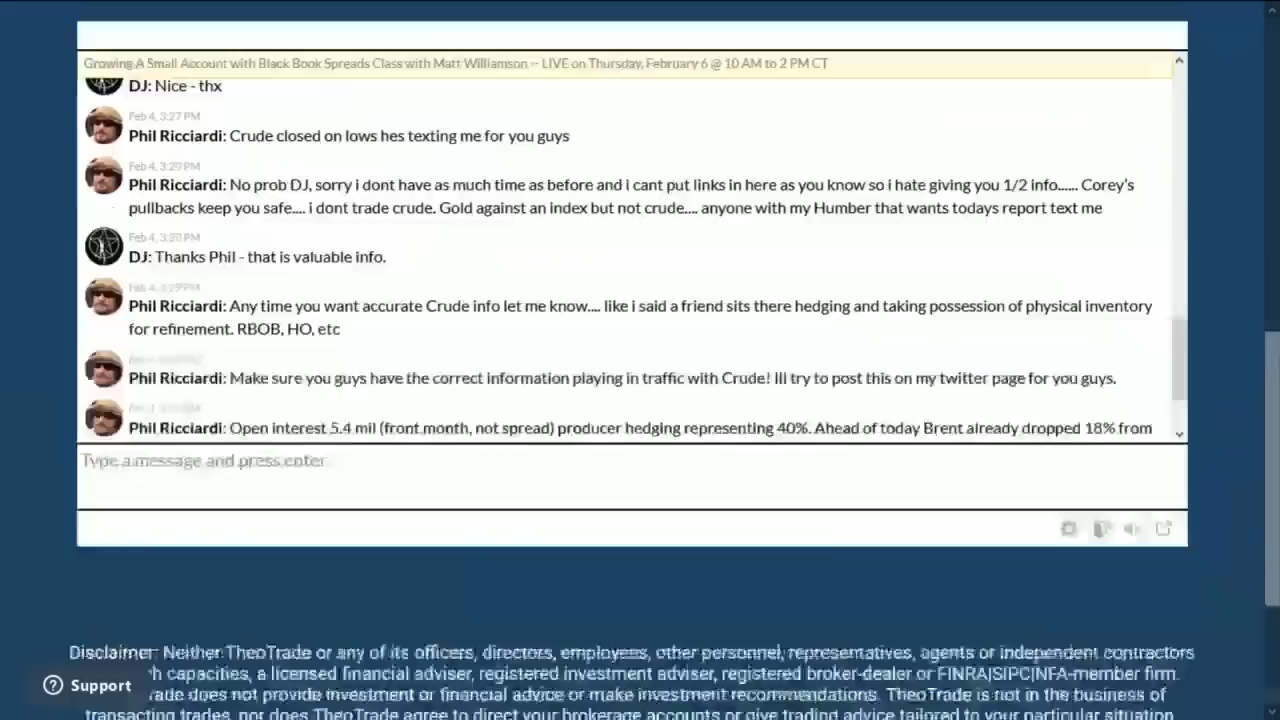 Growing A Small Account with Black Book Spreads Class with Matt Williamson -- LIVE on Thursday, February 6 @ 10 AM to 2 PM CT
DJ: Nice - thx
Feb 4, 3:27 PM
Phil Ricciardi: Crude closed on lows hes texting me for you guys
Feb 4, 3:29 PM
Phil Ricciardi: No prob DJ, sorry i dont have as much time as before and i cant put links in here as you know so i hate giving you 1/2 info...... Corey's
pullbacks keep you safe.... i dont trade crude. Gold against an index but not crude.... anyone with my Humber that wants todays report text me
Feb 4,
DJ: Thanks Phil - that is valuable info.
Feb 4, 3:29 PM
Phil Ricciardi: Any time you want accurate Crude info let me know.... like i said a friend sits there hedging and taking possession of physical inventory
for refinement. RBOB, HO, etc
Phil Ricciardi: Make sure you guys have the correct information playing in traffic with Crude! Ill try to post this on my twitter page for you guys.
Phil Ricciardi: Open interest 5.4 mil (front month, not spread) producer hedging representing 40%. Ahead of today Brent already dropped 18% from
Type a message and press enter
Disclaimer: Neither TheoTrade or any of its officers, directors, employees, other personnel, representatives, agents or independent contractors
h capacities, a licensed financial adviser, registered investment adviser, registered broker-dealer or FINRA|SIPC|NFA-member firm.
Support
rade does not provide investment or financial advice or make investment recommendations. TheoTrade is not in the business of
transacting trades, nor does TheoTrade agree to direct your brokerage accounts or give trading advice tailored to your particular situation